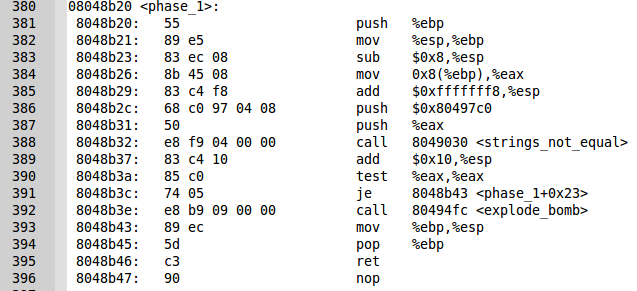 380 08048b20 <phase_1>:
381 8048b20: 55 push %ebp
382 8048b21: 89 e5 mov %esp,%ebp
383 8048b23: 83 ec 08 sub $0x8,%esp
384 8048b26: 8b 45 08 mov 0x8(%ebp),%eax
385 8048b29: 83 c4 f8 add $0xfffffff8,%esp
386 8048b2c: 68 c0 97 04 08 push $0x80497c0
387 8048b31: 50 push %eax
388 8048b32: e8 f9 04 00 00 call 8049030 <strings_not_equal>
389 8048b37: 83 c4 10 add $0x10,%esp
390 8048b3a: 85 c0 test %eax,%eax
391 8048b3c: 74 05 je 8048b43 <phase_1+0x23>
392 8048b3e: e8 b9 09 00 00 call 80494fc <explode_bomb>
393 8048b43: 89 ec mov %ebp,%esp
394 8048b45: 5d pop %ebp
395 8048b46: c3 ret
396 8048b47: 90 nop